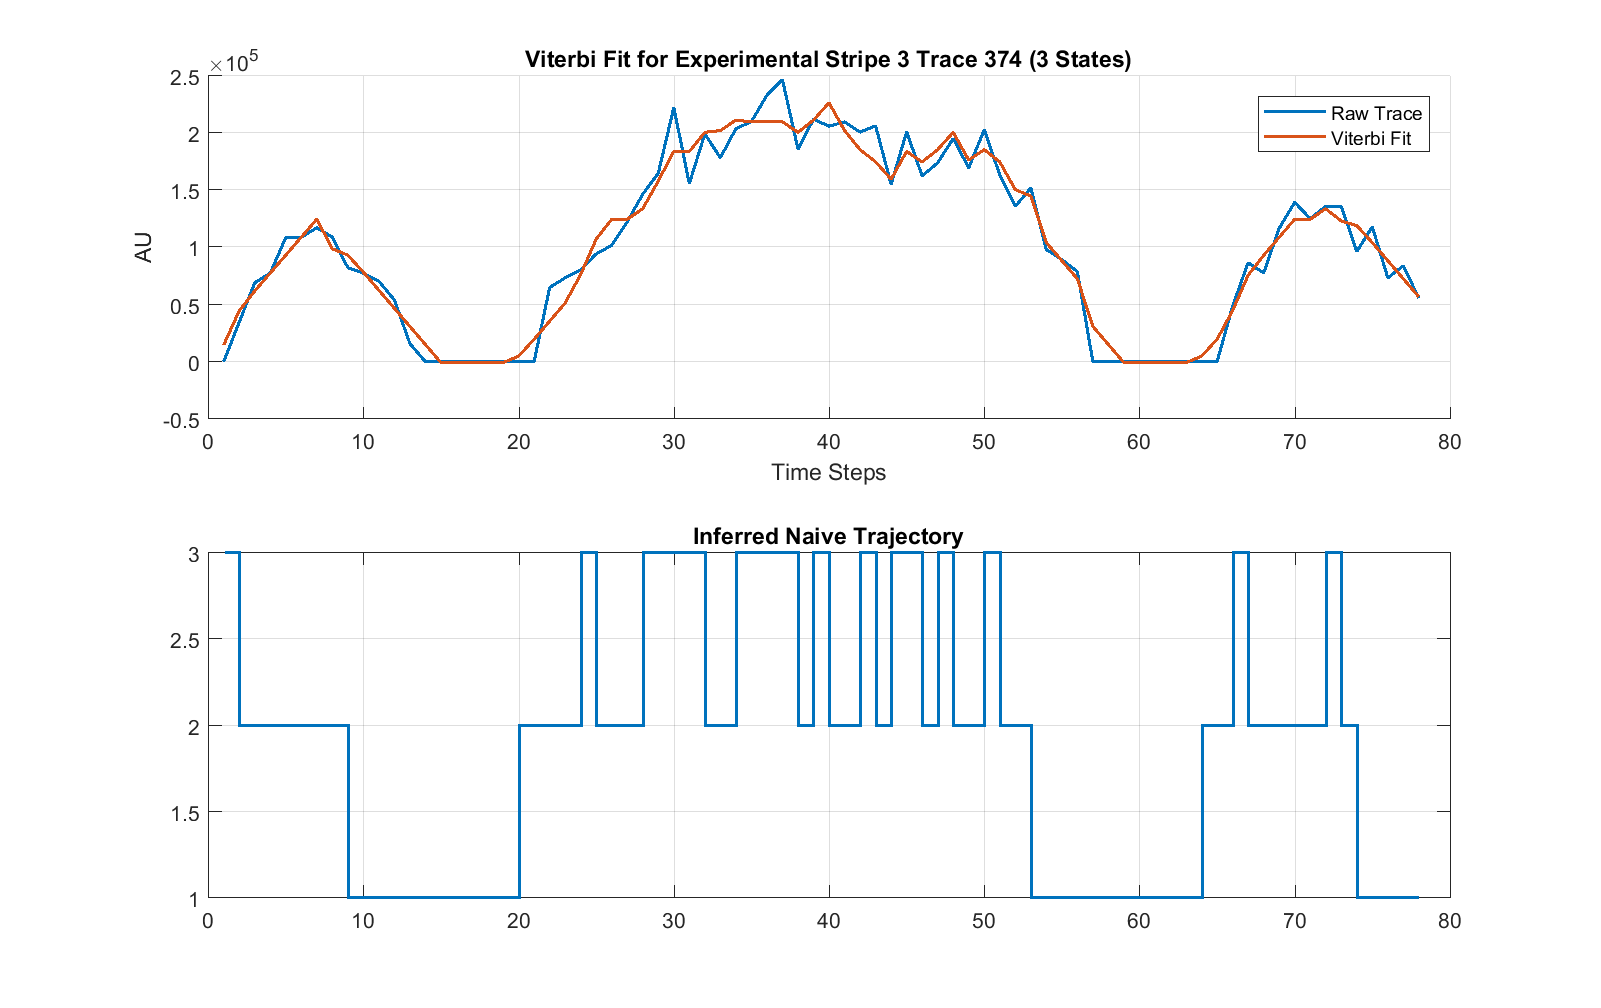 Viterbi Fit for Experimental Stripe 3 Trace 374 (3 States)
×10^5
2.5
2
1.5
1
0.5
0
-0.5
AU
Raw Trace
Viterbi Fit
0 10 20 30 40 50 60 70 80
Time Steps
Inferred Naive Trajectory
3
2.5
2
1.5
1
0 10 20 30 40 50 60 70 80